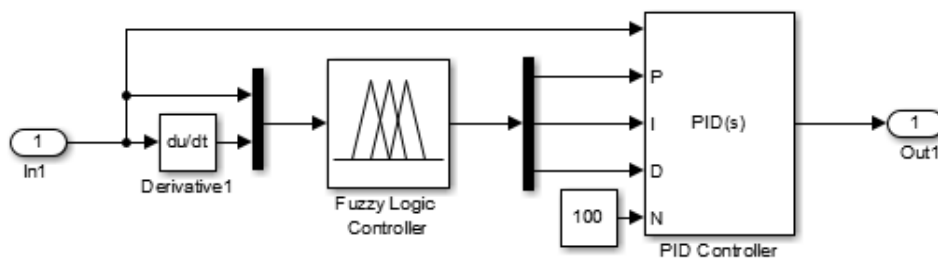 1
In1
du/dt
Derivative1
Fuzzy Logic
Controller
100
P
I
D
N
PID(s)
PID Controller
1
Out1